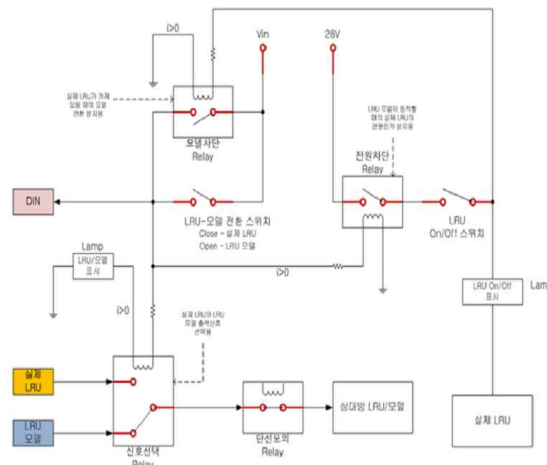 i>0
Vin
28V
실제 LRU가 켜져
있을 때의 모델
전환 방지용
LRU 모델이 동작할
때의 실제 LRU의
전원인가 방지용
모델차단
Relay
전원차단
Relay
DIN
LRU-모델 전환 스위치
Close - 실제 LRU
Open - LRU 모델
LRU
On/Off 스위치
Lamp
LRU/모델
표시
i>0
i>0
LRU On/Off
표시
Lam
실제 LRU와 LRU
모델 출력신호
선택용
실제
LRU
LRU
모델
신호선택
Relay
단선모의
Relay
상대방 LRU/모델
실제 LRU